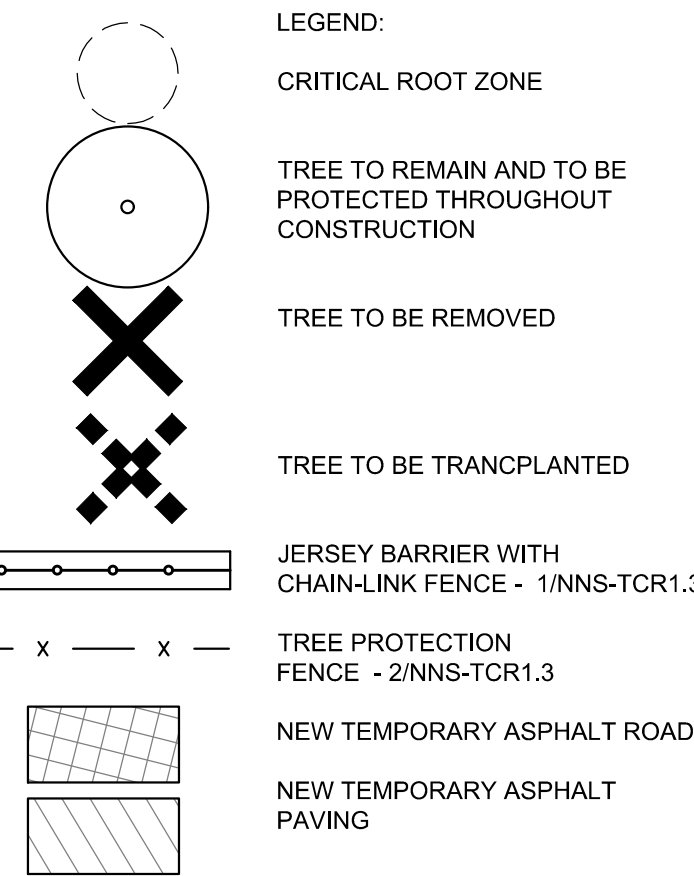 LEGEND:
CRITICAL ROOT ZONE
TREE TO REMAIN AND TO BE
PROTECTED THROUGHOUT
CONSTRUCTION
TREE TO BE REMOVED
TREE TO BE TRANCPLANTED
JERSEY BARRIER WITH
CHAIN-LINK FENCE - 1/NNS-TCR1.3
X X
TREE PROTECTION
FENCE - 2/NNS-TCR1.3
NEW TEMPORARY ASPHALT ROAD
NEW TEMPORARY ASPHALT
PAVING